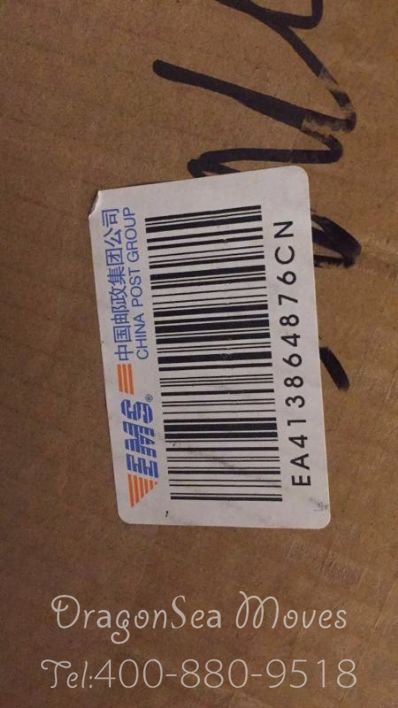 EMS®
中国邮政集团公司
CHINA POST GROUP
EA413864876CN
DragonSea Moves
Tel:400-880-9518